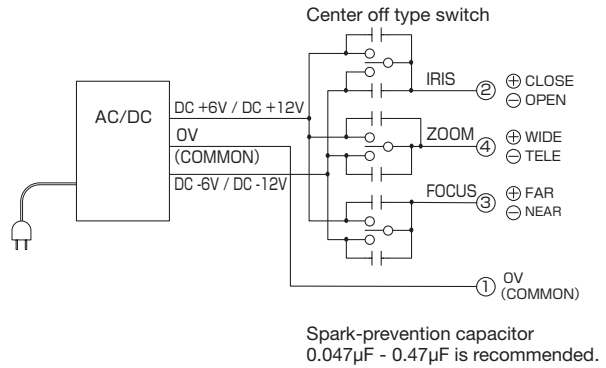 Center off type switch
AC/DC
DC +6V / DC +12V
0V
(COMMON)
DC -6V / DC -12V
IRIS
② ⊕ CLOSE
⊖ OPEN
ZOOM
④ ⊕ WIDE
⊖ TELE
FOCUS
③ ⊕ FAR
⊖ NEAR
① 0V
(COMMON)
Spark-prevention capacitor
0.047μF - 0.47μF is recommended.